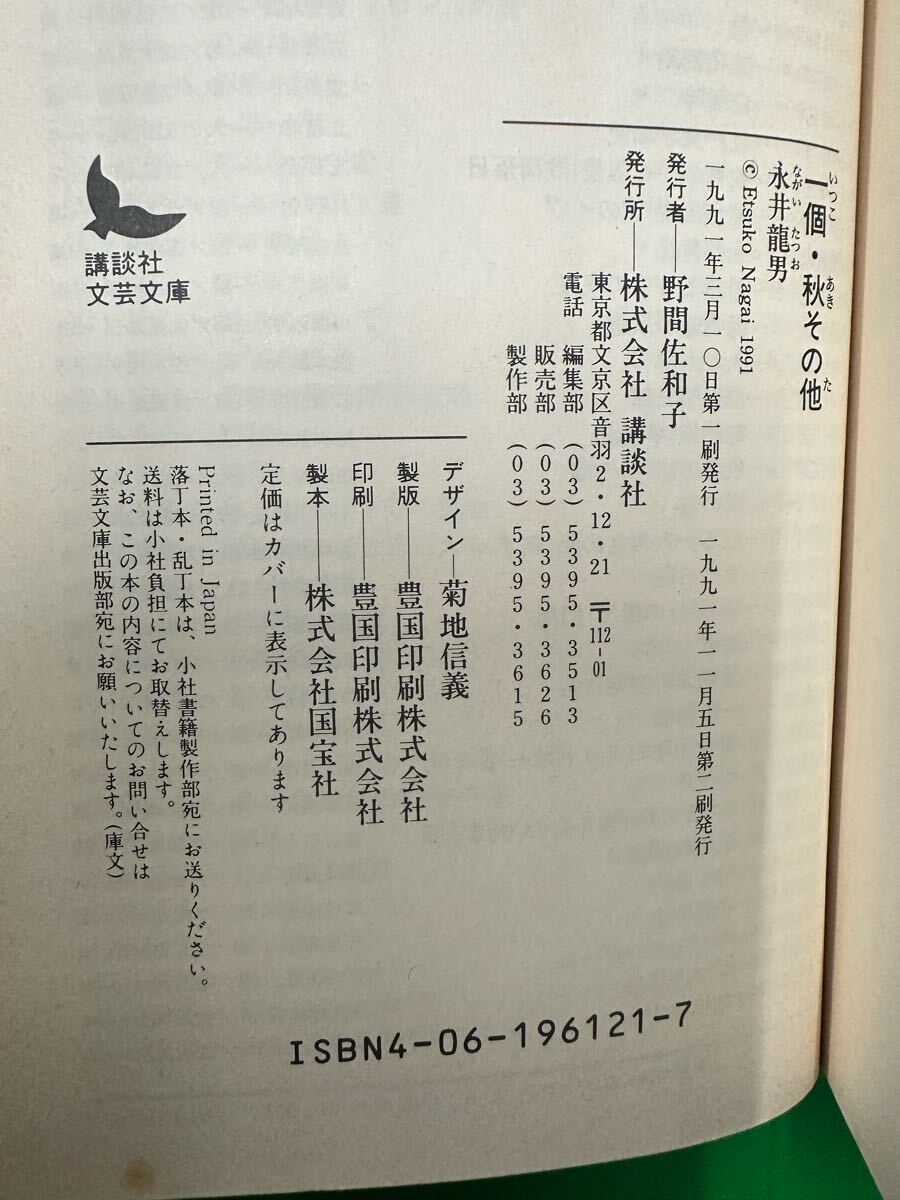 一個・秋その他
いっこ あき た
永井龍男
ながい たつお
© Etsuko Nagai 1991
一九九一年三月一〇日第一刷発行 一九九一年一一月五日第二刷発行
発行者―野間佐和子
発行所―株式会社 講談社
東京都文京区音羽2・12・21 〒112-01
電話 編集部 (03) 5395・3513
販売部 (03) 5395・3626
製作部 (03) 5395・3615
デザイン―菊地信義
製版―豊国印刷株式会社
印刷―豊国印刷株式会社
製本―株式会社国宝社
定価はカバーに表示してあります
Printed in Japan
落丁本・乱丁本は、小社書籍製作部宛にお送りください。
送料は小社負担にてお取替えします。
なお、この本の内容についてのお問い合せは
文芸文庫出版部宛にお願いいたします。(庫文)
講談社
文芸文庫
ISBN4-06-196121-7